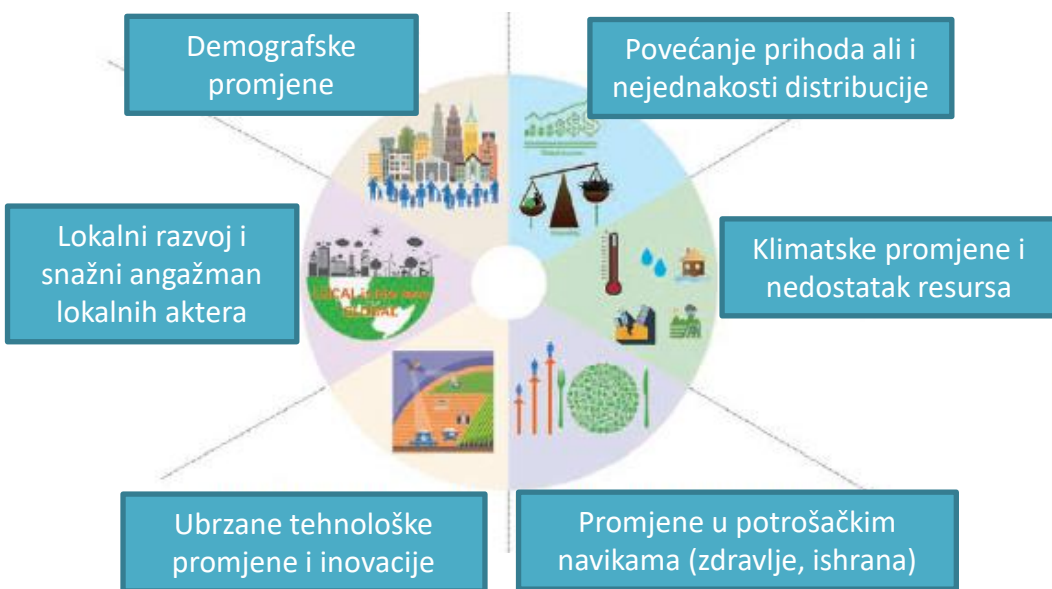 Demografske
promjene
Povećanje prihoda ali i
nejednakosti distribucije
Lokalni razvoj i
snažni angažman
lokalnih aktera
Klimatske promjene i
nedostatak resursa
GLOBAL
Ubrzane tehnološke
promjene i inovacije
Promjene u potrošačkim
navikama (zdravlje, ishrana)